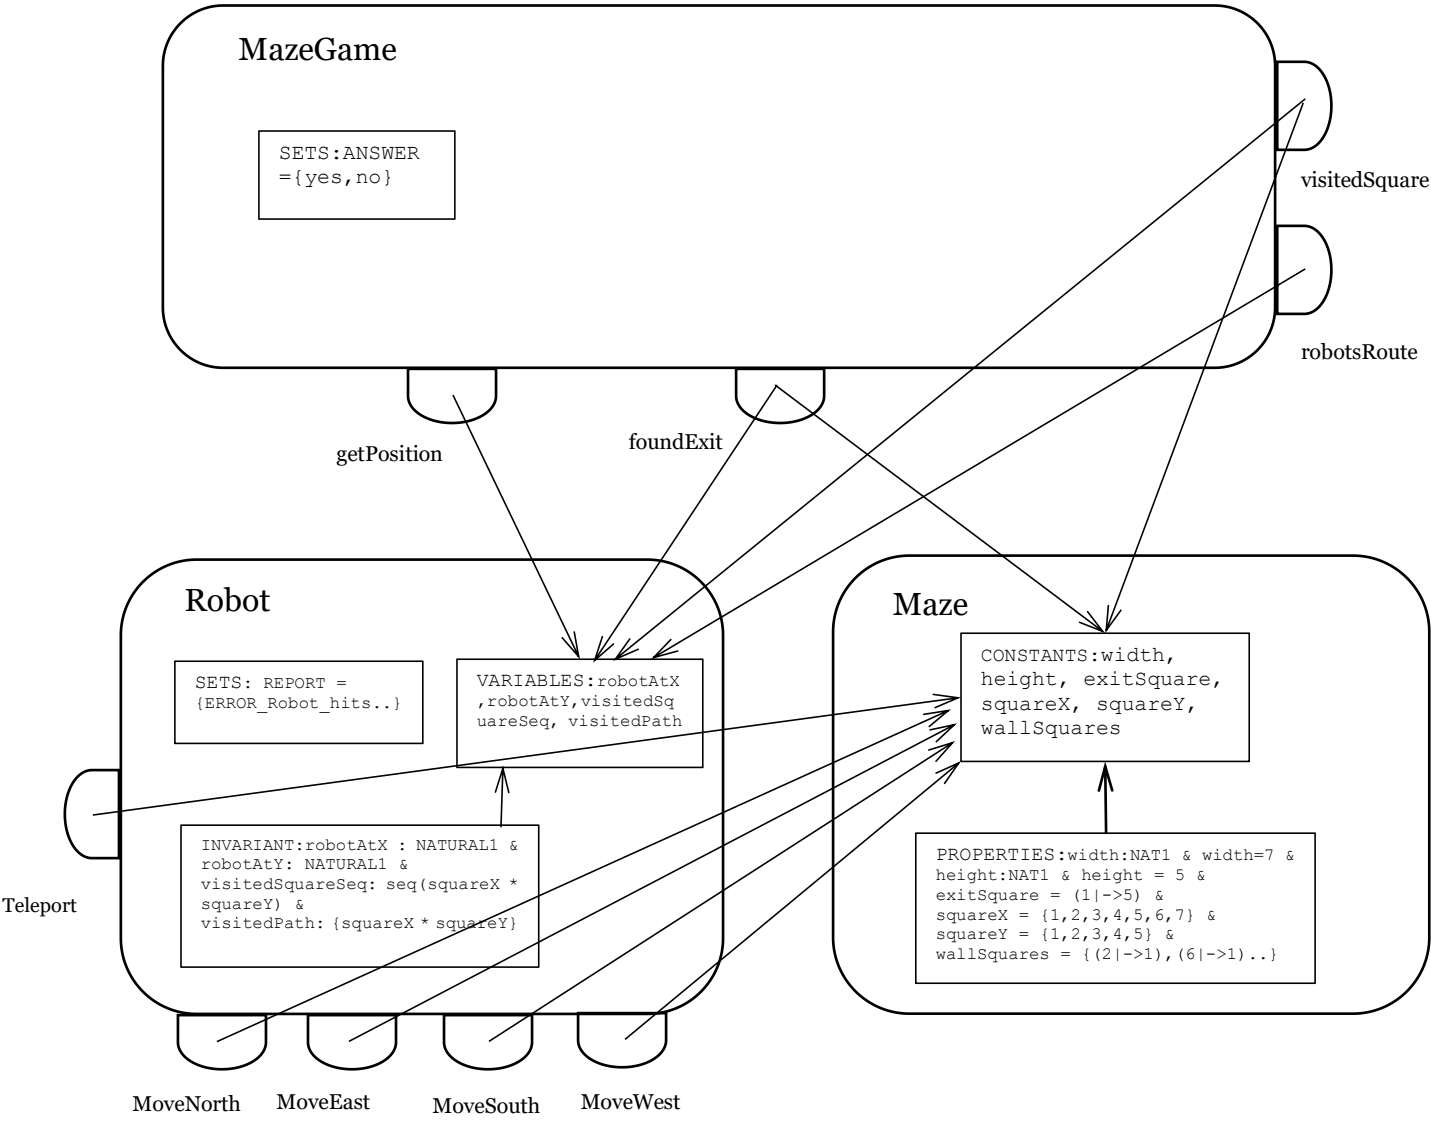 MazeGame
SETS:ANSWER
={yes,no}
visitedSquare
robotsRoute
getPosition
foundExit
Robot
SETS: REPORT =
{ERROR_Robot_hits..}
VARIABLES:robotAtX
,robotAtY,visitedSq
uareSeq, visitedPath
INVARIANT:robotAtX : NATURAL1 &
robotAtY: NATURAL1 &
visitedSquareSeq: seq(squareX *
squareY) &
visitedPath: {squareX * squareY}
Teleport
MoveNorth
MoveEast
MoveSouth
MoveWest
Maze
CONSTANTS:width,
height, exitSquare,
squareX, squareY,
wallSquares
PROPERTIES:width:NAT1 & width=7 &
height:NAT1 & height = 5 &
exitSquare = (1|->5) &
squareX = {1,2,3,4,5,6,7} &
squareY = {1,2,3,4,5} &
wallSquares = {(2|->1),(6|->1)..}